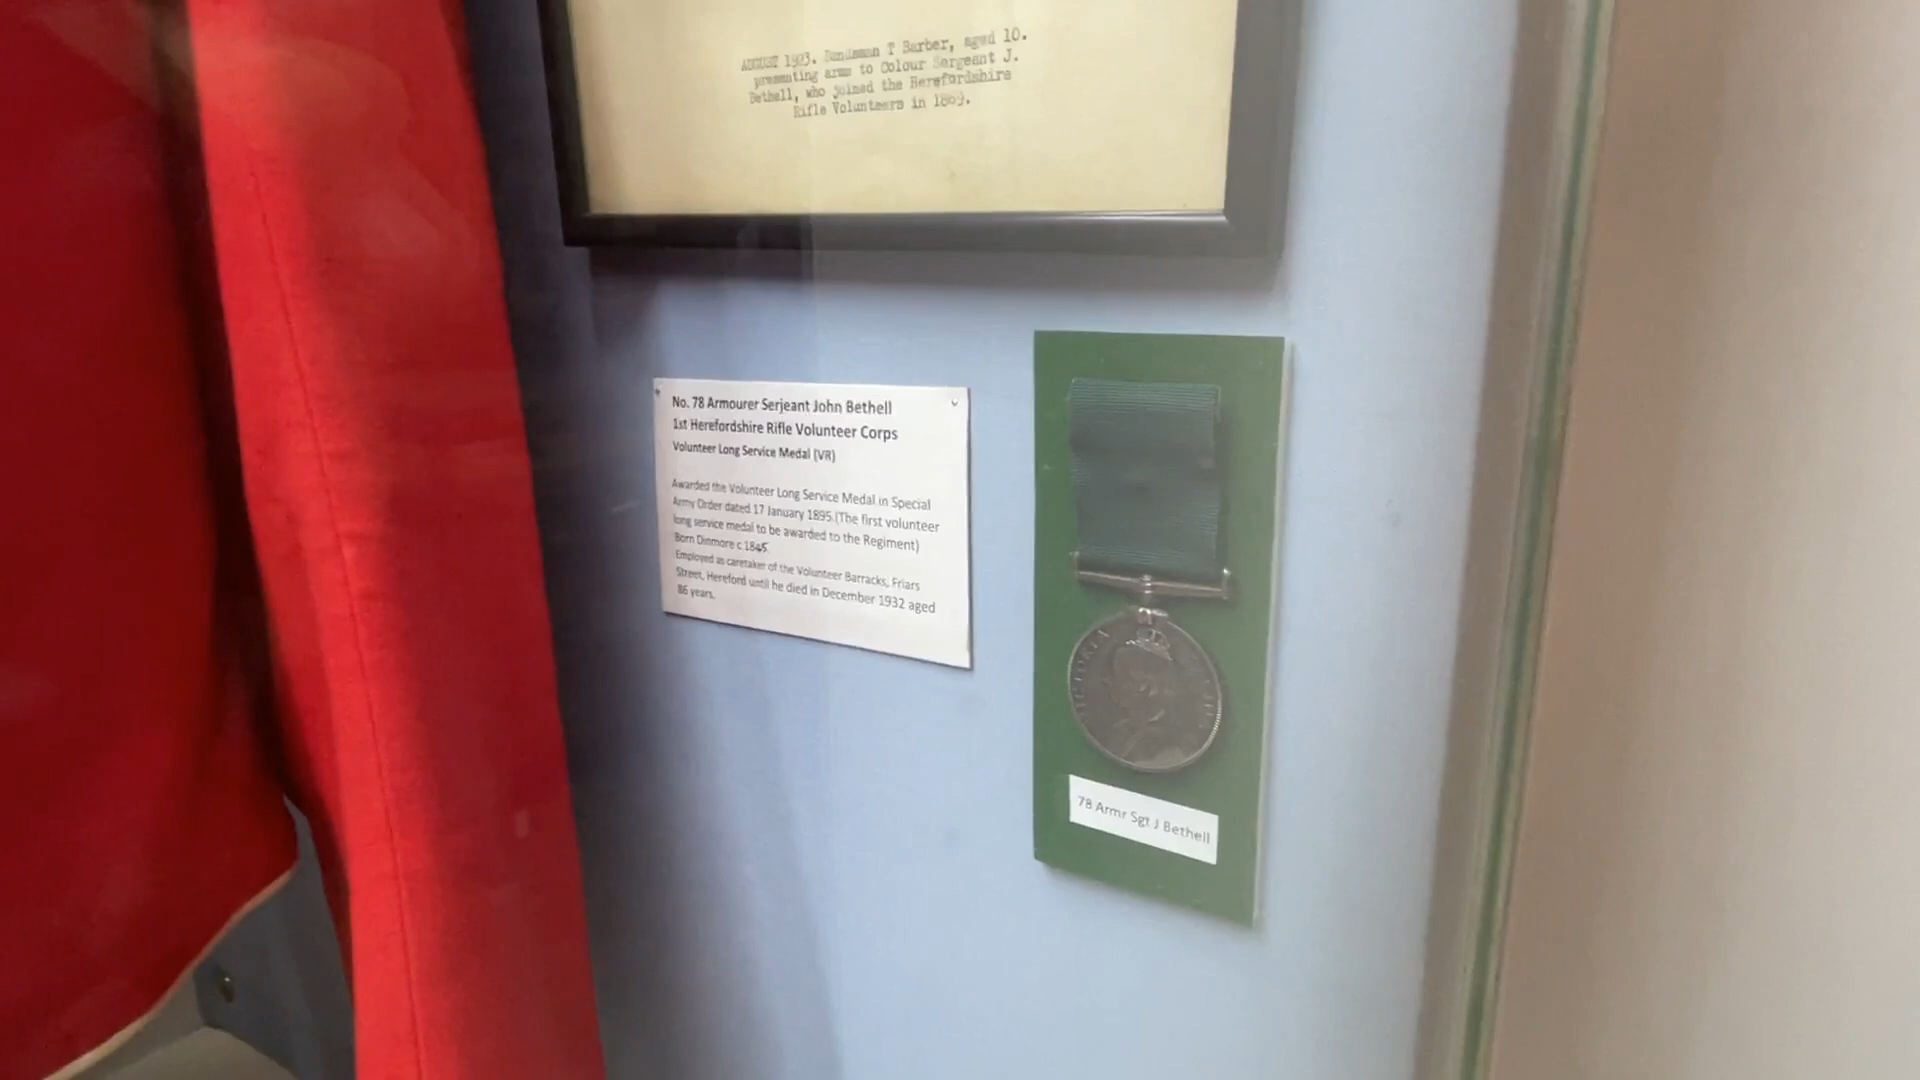 AUGUST 1923. Bandsman T Barber, aged 10.
presenting arms to Colour Sergeant J.
Bethell, who joined the Herefordshire
Rifle Volunteers in 1869.
No. 78 Armourer Serjeant John Bethell
1st Herefordshire Rifle Volunteer Corps
Volunteer Long Service Medal (VR)
Awarded the Volunteer Long Service Medal in Special
Army Order dated 17 January 1895 (The first volunteer
long service medal to be awarded to the Regiment)
Born Dinmore c 1845
Employed as caretaker of the Volunteer Barracks, Friars
Street, Hereford until he died in December 1932 aged
86 years.
VICTORIA
78 Armr Sgt J Bethell